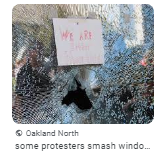 WE ARE
Oakland North
some protesters smash windo...